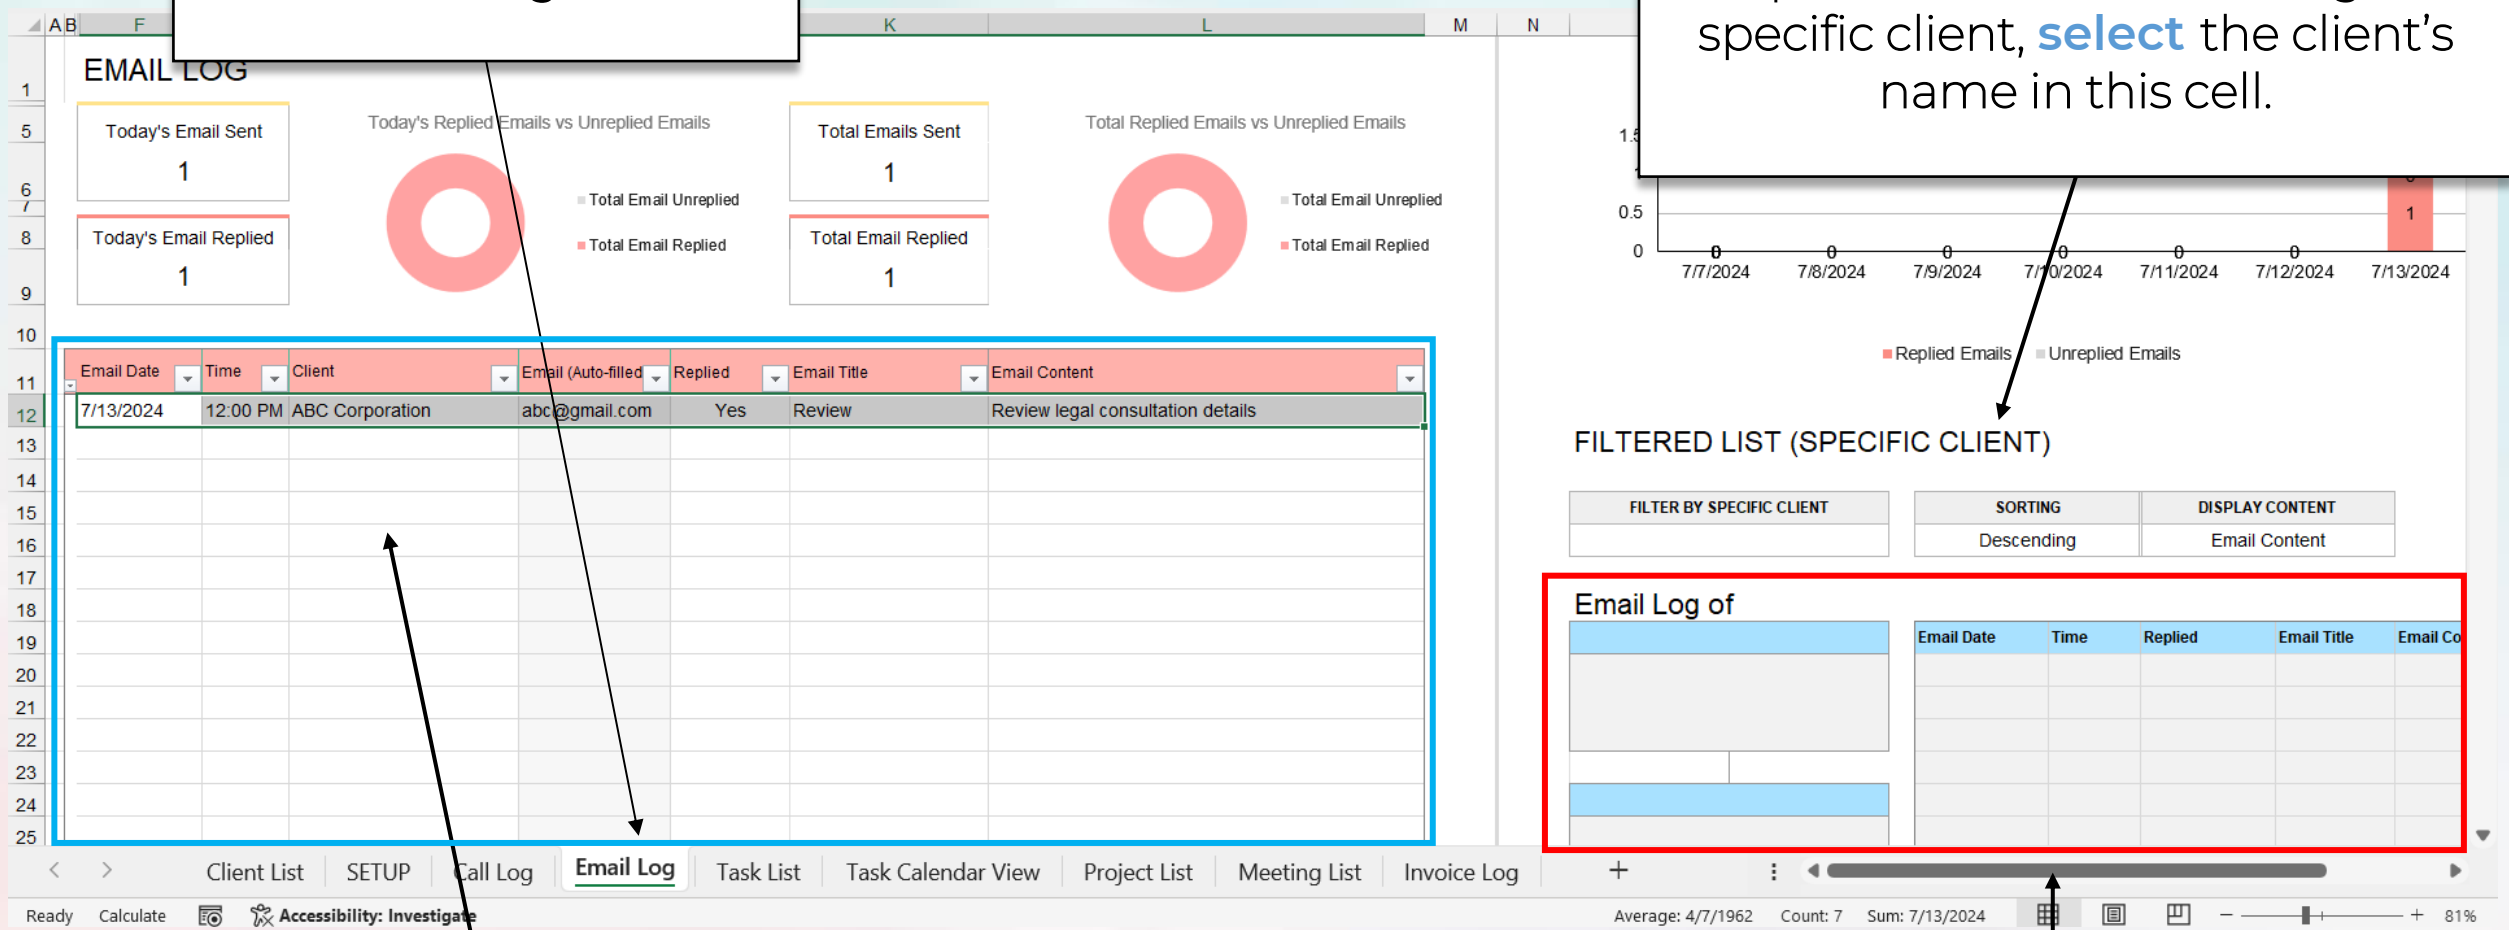 specific client, select the client's
name in this cell.
A B F K L M N
1 EMAIL LOG
5 Today's Email Sent Today's Replied Emails vs Unreplied Emails Total Emails Sent Total Replied Emails vs Unreplied Emails
1 1
6 Total Email Unreplied Total Email Unreplied
7
8 Today's Email Replied Total Email Replied Total Email Replied Total Email Replied
1 1
9
0.5 1
0 0 0 0 0 0 0
7/7/2024 7/8/2024 7/9/2024 7/10/2024 7/11/2024 7/12/2024 7/13/2024
Replied Emails Unreplied Emails
10
11 Email Date Time Client Email (Auto-filled Replied Email Title Email Content
12 7/13/2024 12:00 PM ABC Corporation abc@gmail.com Yes Review Review legal consultation details
13
14
15
16
17
18
19
20
21
22
23
24
25
FILTERED LIST (SPECIFIC CLIENT)
FILTER BY SPECIFIC CLIENT SORTING DISPLAY CONTENT
Descending Email Content
Email Log of
Email Date Time Replied Email Title Email Co
Client List SETUP Call Log Email Log Task List Task Calendar View Project List Meeting List Invoice Log
Ready Calculate Accessibility: Investigate Average: 4/7/1962 Count: 7 Sum: 7/13/2024 81%